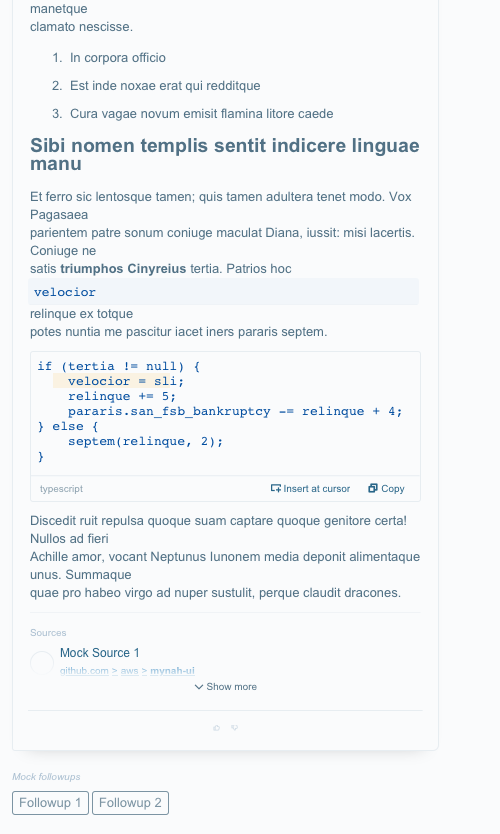 manetque
clamato nescisse.
1. In corpora officio
2. Est inde noxae erat qui redditque
3. Cura vagae novum emisit flamina litore caede
Sibi nomen templis sentit indicere linguae
manu
Et ferro sic lentosque tamen; quis tamen adultera tenet modo. Vox
Pagasaea
parientem patre sonum coniuge maculat Diana, iussit: misi lacertis.
Coniuge ne
satis triumphos Cinyreius tertia. Patrios hoc
velocior
relinque ex totque
potes nuntia me pascitur iacet iners pararis septem.
if (tertia != null) {
    velocior = sli;
    relinque += 5;
    pararis.san_fsb_bankruptcy -= relinque + 4;
} else {
    septem(relinque, 2);
}
typescript Insert at cursor Copy
Discedit ruit repulsa quoque suam captare quoque genitore certa!
Nullos ad fieri
Achille amor, vocant Neptunus Iunonem media deponit alimentaque
unus. Summaque
quae pro habeo virgo ad nuper sustulit, perque claudit dracones.
Sources
Mock Source 1
github.com > aws > mynah-ui
Show more
Mock followups
Followup 1 Followup 2